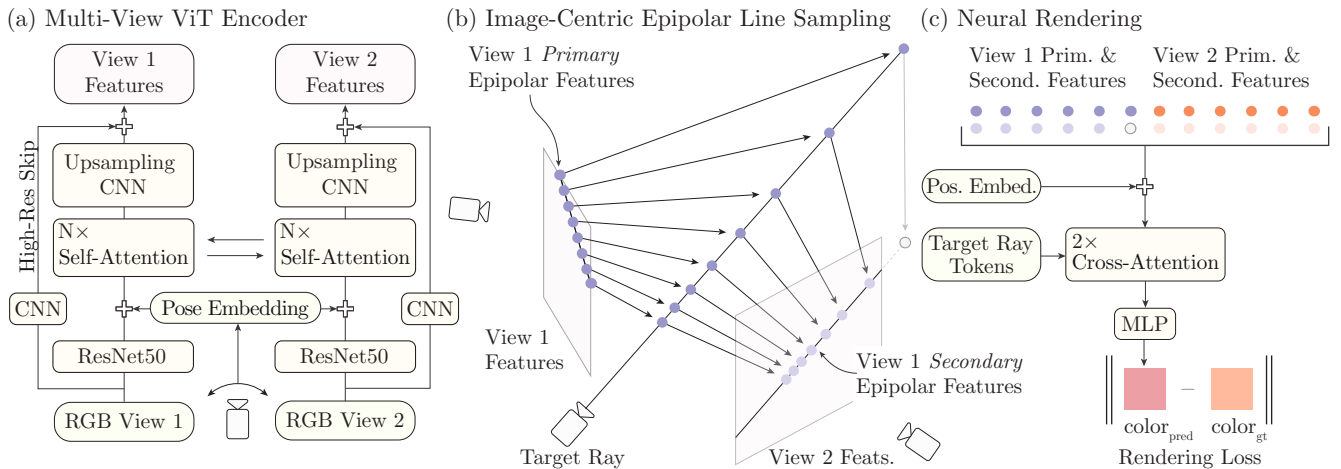 (a) Multi-View ViT Encoder
View 1
Features
View 2
Features
Upsampling
CNN
Upsampling
CNN
High-Res Skip
N×
Self-Attention
N×
Self-Attention
CNN
Pose Embedding
CNN
ResNet50
ResNet50
RGB View 1
RGB View 2
(b) Image-Centric Epipolar Line Sampling
View 1 Primary
Epipolar Features
View 1
Features
View 1 Secondary
Epipolar Features
Target Ray
View 2 Feats.
(c) Neural Rendering
View 1 Prim. &
Second. Features
View 2 Prim. &
Second. Features
Pos. Embed.
Target Ray
Tokens
2×
Cross-Attention
MLP
−
color_pred
color_gt
Rendering Loss